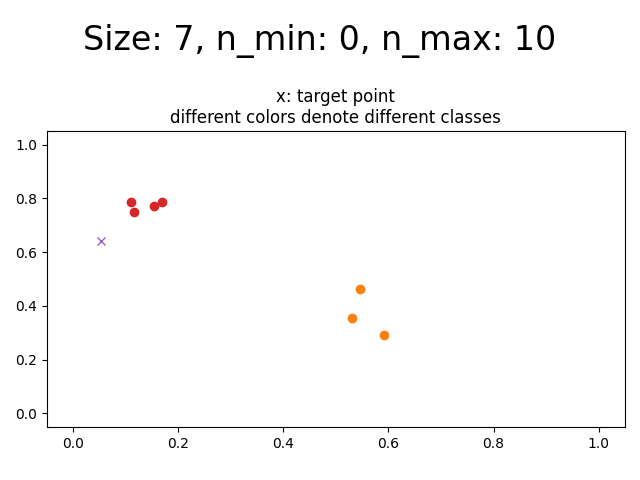 Size: 7, n_min: 0, n_max: 10
x: target point
different colors denote different classes
1.0
0.8
0.6
0.4
0.2
0.0
0.0 0.2 0.4 0.6 0.8 1.0